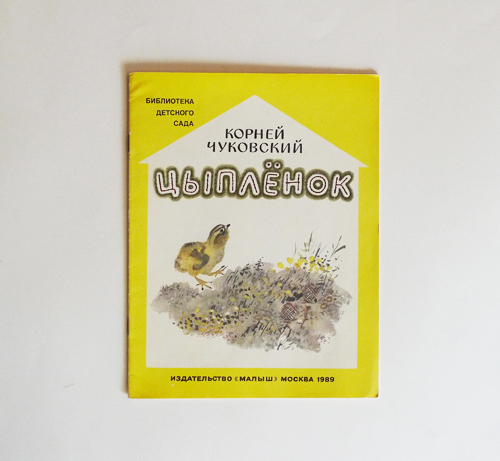 БИБЛИОТЕКА
ДЕТСКОГО
САДА
КОРНЕЙ
ЧУКОВСКИЙ
ЦЫПЛЁНОК
ИЗДАТЕЛЬСТВО «МАЛЫШ» МОСКВА 1989